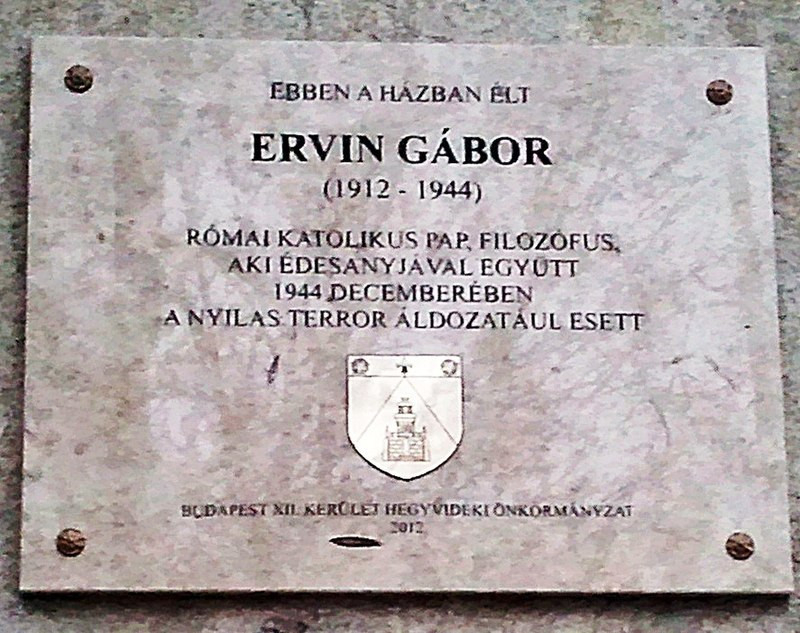 EBBEN A HÁZBAN ÉLT
ERVIN GÁBOR
(1912 - 1944)
RÓMAI KATOLIKUS PAP, FILOZÓFUS,
AKI ÉDESANYJÁVAL EGYÜTT
1944 DECEMBERÉBEN
A NYILAS TERROR ÁLDOZATÁUL ESETT
BUDAPEST XII. KERÜLET HEGYVIDÉKI ÖNKORMÁNYZAT
2012